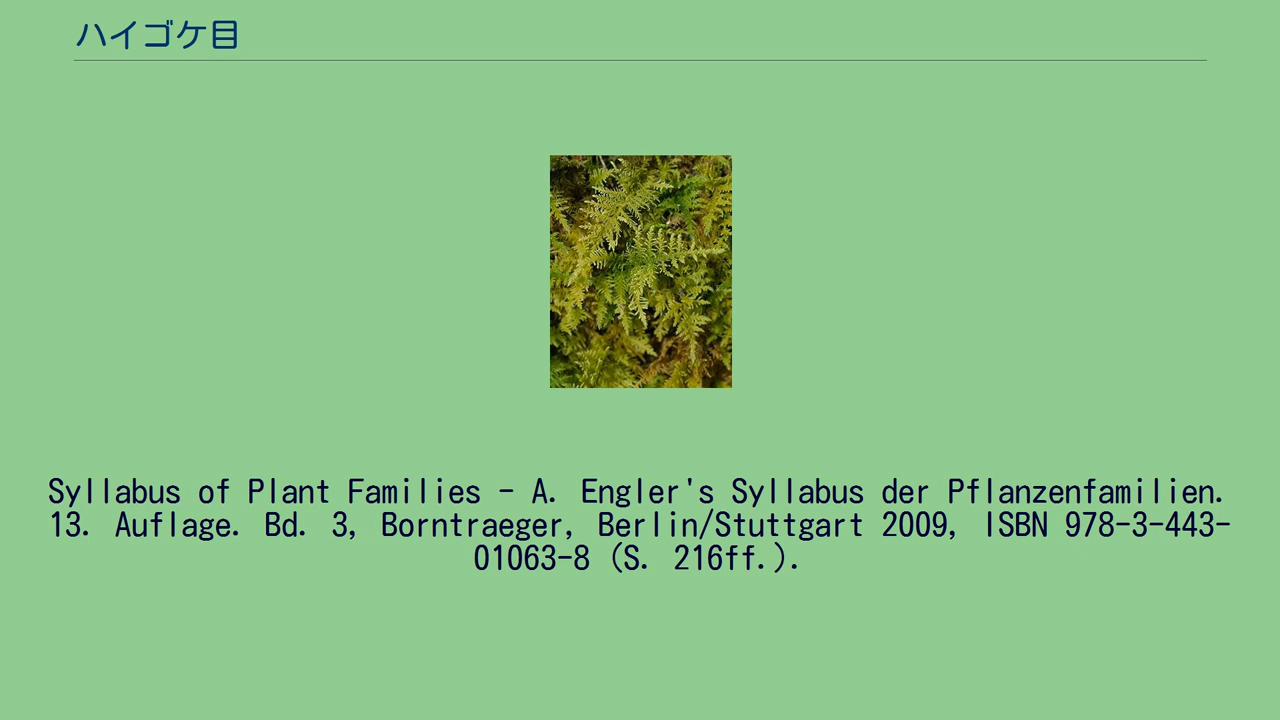 ハイゴケ目
Syllabus of Plant Families - A. Engler's Syllabus der Pflanzenfamilien.
13. Auflage. Bd. 3, Borntraeger, Berlin/Stuttgart 2009, ISBN 978-3-443-
01063-8 (S. 216ff.).